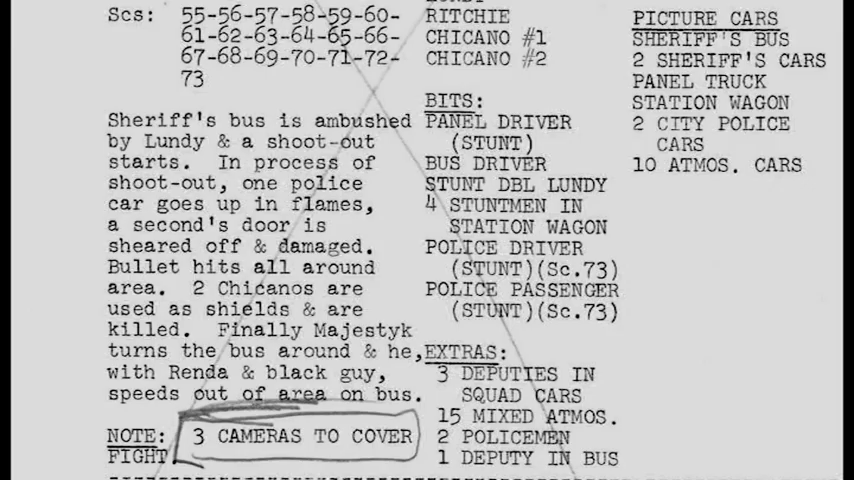 Scs: 55-56-57-58-59-60-
61-62-63-64-65-66-
67-68-69-70-71-72-
73
Sheriff's bus is ambushed
by Lundy & a shoot-out
starts. In process of
shoot-out, one police
car goes up in flames,
a second's door is
sheared off & damaged.
Bullet hits all around
area. 2 Chicanos are
used as shields & are
killed. Finally Majestyk
turns the bus around & he,
with Renda & black guy,
speeds out of area on bus.
NOTE: 3 CAMERAS TO COVER
FIGHT
RITCHIE
CHICANO #1
CHICANO #2
BITS:
PANEL DRIVER
(STUNT)
BUS DRIVER
STUNT DBL LUNDY
4 STUNTMEN IN
STATION WAGON
POLICE DRIVER
(STUNT)(Sc.73)
POLICE PASSENGER
(STUNT)(Sc.73)
EXTRAS:
3 DEPUTIES IN
SQUAD CARS
15 MIXED ATMOS.
2 POLICEMEN
1 DEPUTY IN BUS
PICTURE CARS
SHERIFF'S BUS
2 SHERIFF'S CARS
PANEL TRUCK
STATION WAGON
2 CITY POLICE
CARS
10 ATMOS. CARS